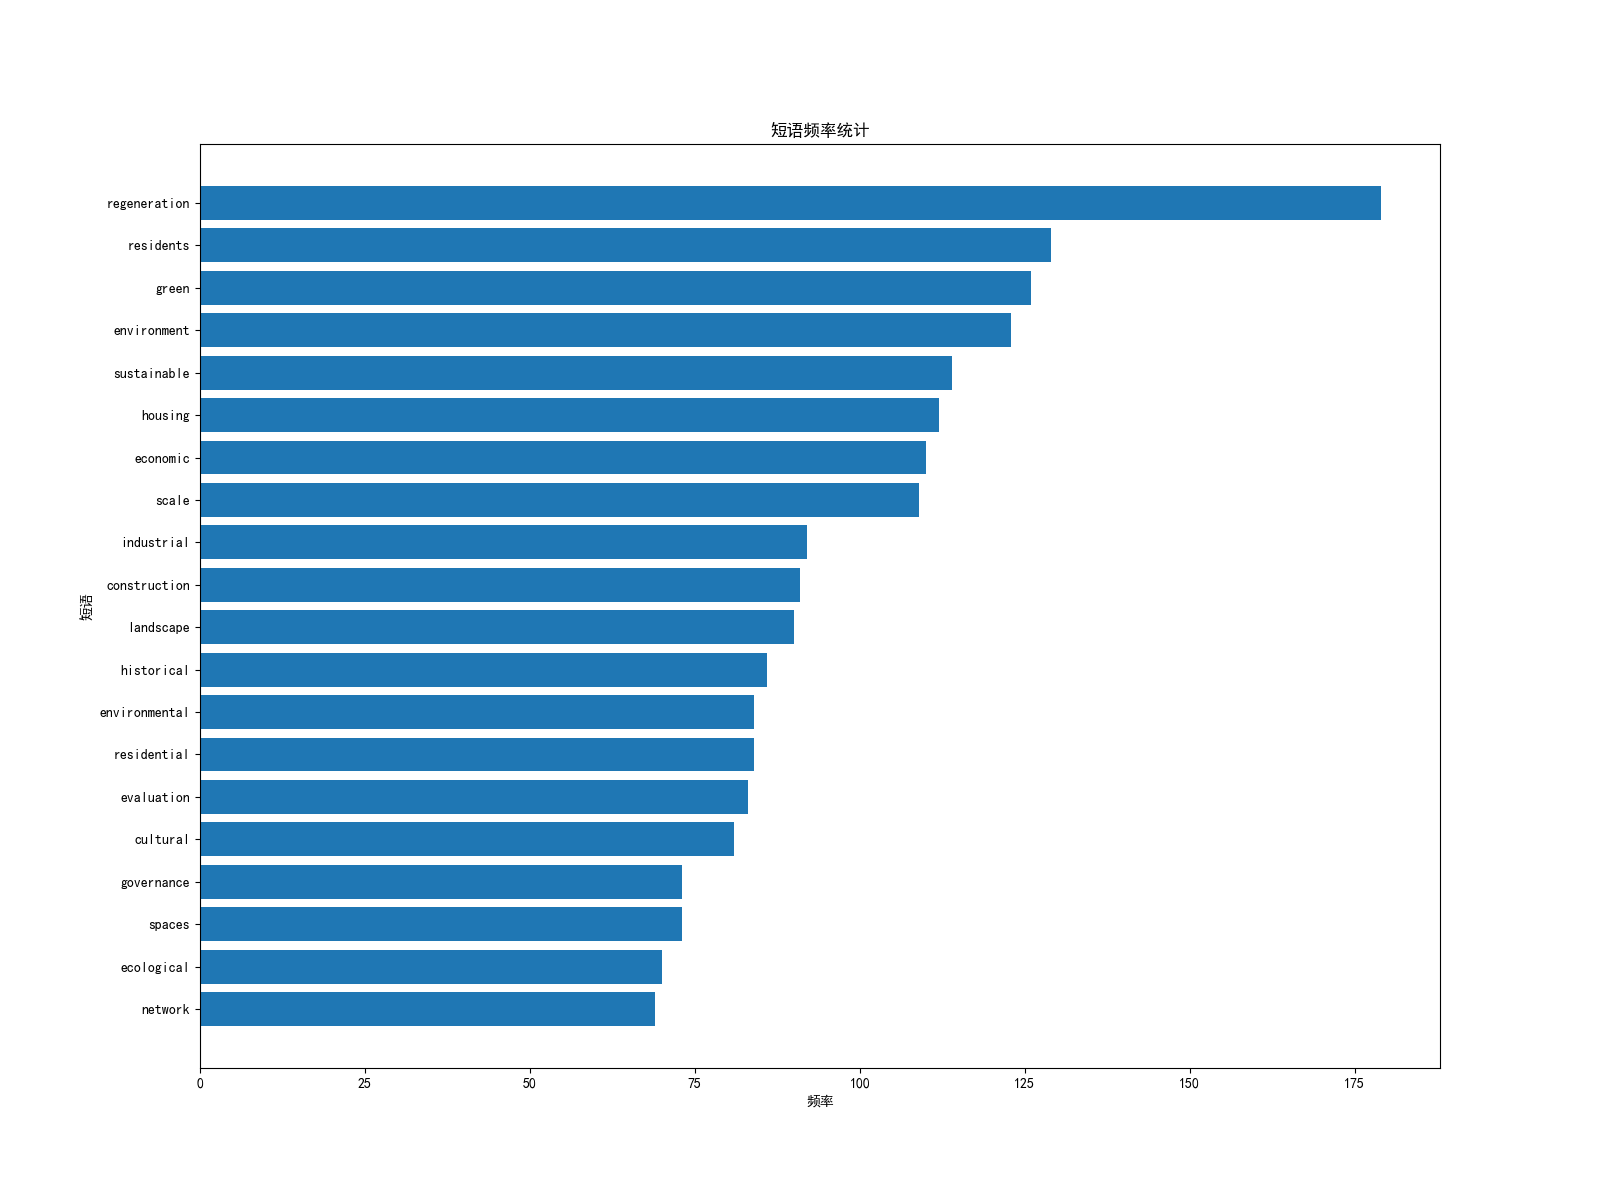 短语频率统计
regeneration
residents
green
environment
sustainable
housing
economic
scale
industrial
construction
landscape
historical
environmental
residential
evaluation
cultural
governance
spaces
ecological
network
短语
0 25 50 75 100 125 150 175
频率